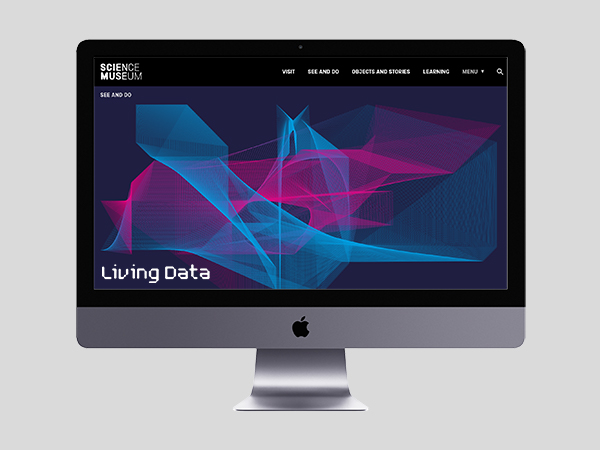 SCIENCE
MUSEUM
VISIT SEE AND DO OBJECTS AND STORIES LEARNING MENU
SEE AND DO
Living Data